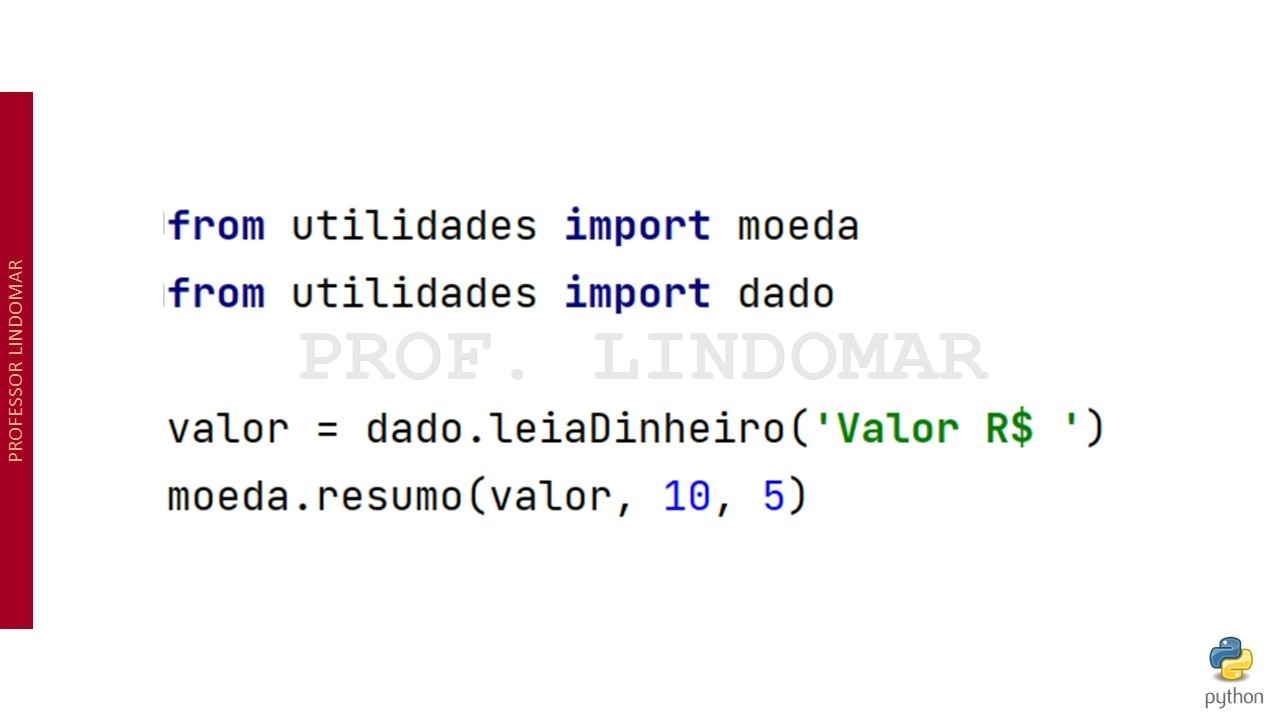 PROFESSOR LINDOMAR
from utilidades import moeda
from utilidades import dado
PROF. LINDOMAR
valor = dado.leiaDinheiro('Valor R$ ')
moeda.resumo(valor, 10, 5)
python